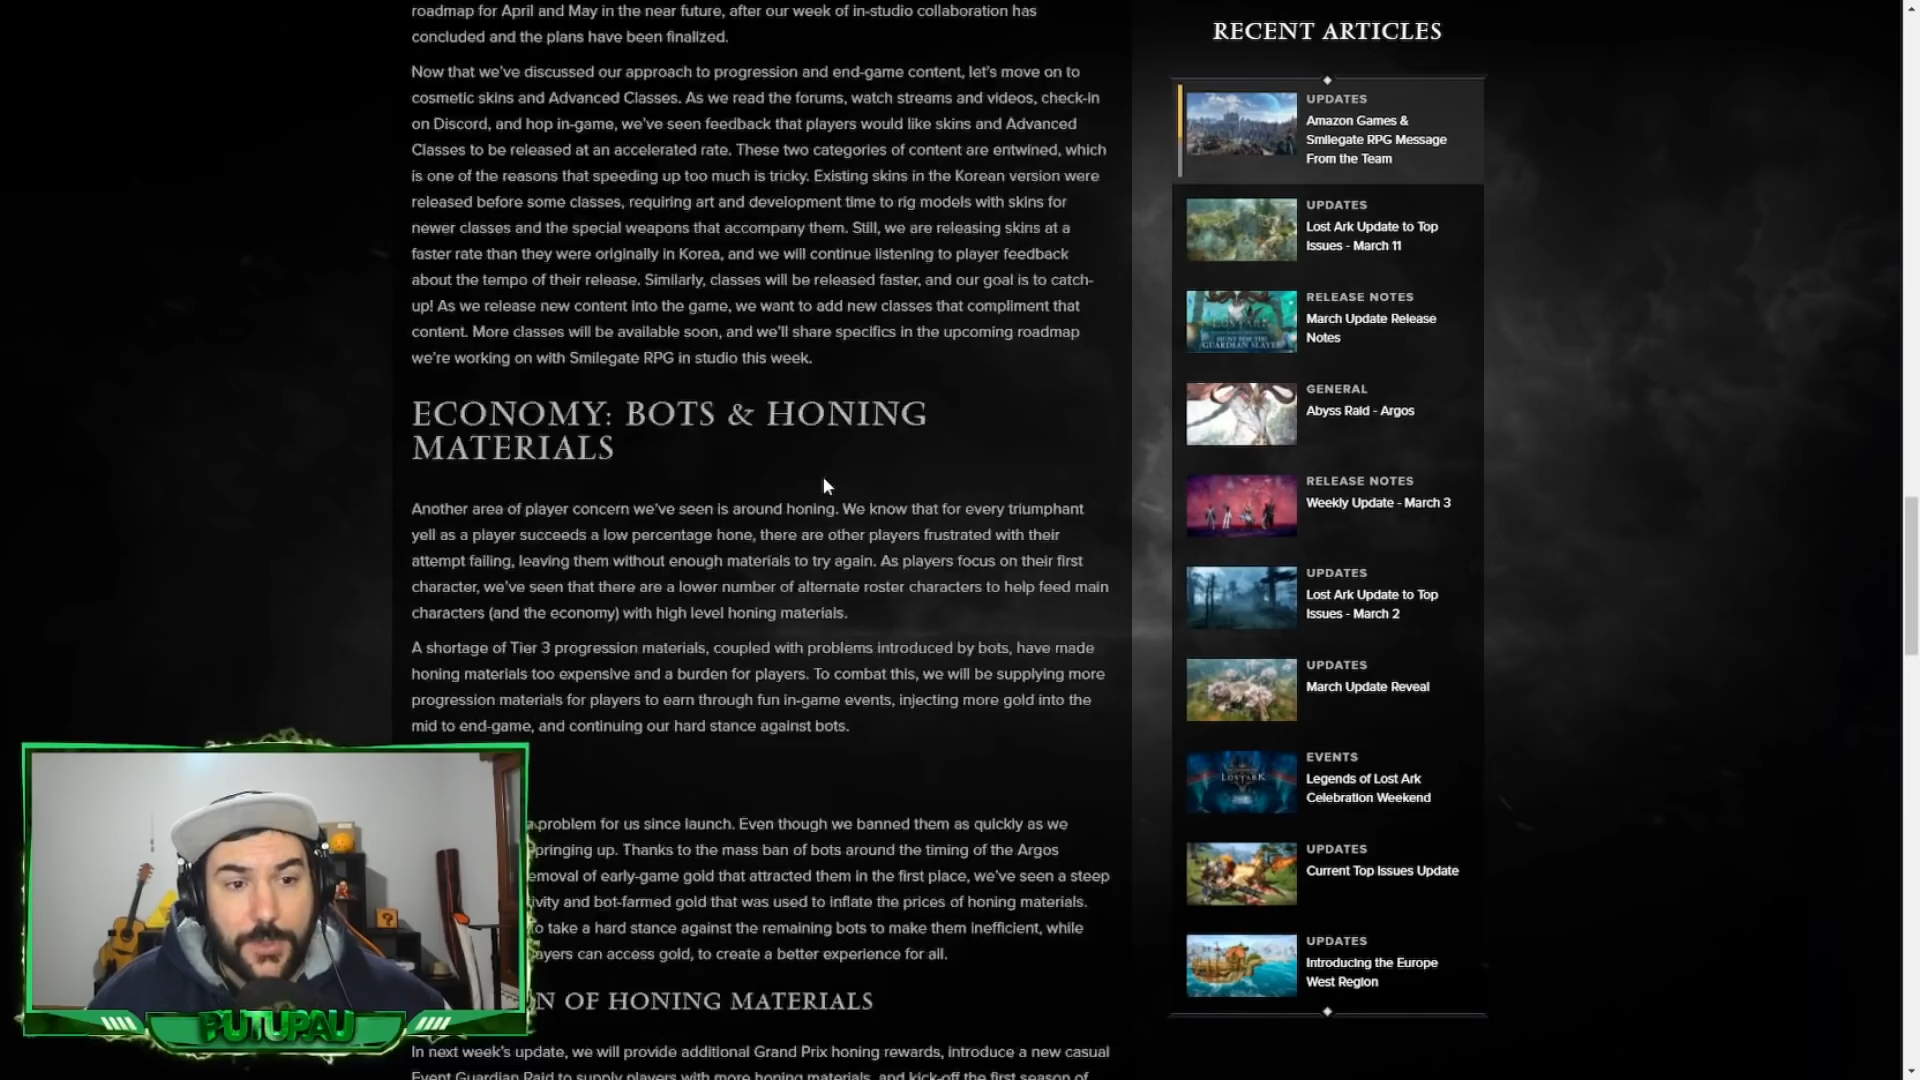 roadmap for April and May in the near future, after our week of in-studio collaboration has
concluded and the plans have been finalized.
Now that we've discussed our approach to progression and end-game content, let's move on to
cosmetic skins and Advanced Classes. As we read the forums, watch streams and videos, check-in
on Discord, and hop in-game, we've seen feedback that players would like skins and Advanced
Classes to be released at an accelerated rate. These two categories of content are entwined, which
is one of the reasons that speeding up too much is tricky. Existing skins in the Korean version were
released before some classes, requiring art and development time to rig models with skins for
newer classes and the special weapons that accompany them. Still, we are releasing skins at a
faster rate than they were originally in Korea, and we will continue listening to player feedback
about the tempo of their release. Similarly, classes will be released faster, and our goal is to catch-
up! As we release new content into the game, we want to add new classes that compliment that
content. More classes will be available soon, and we'll share specifics in the upcoming roadmap
we're working on with Smilegate RPG in studio this week.
ECONOMY: BOTS & HONING
MATERIALS
Another area of player concern we've seen is around honing. We know that for every triumphant
yell as a player succeeds a low percentage hone, there are other players frustrated with their
attempt failing, leaving them without enough materials to try again. As players focus on their first
character, we've seen that there are a lower number of alternate roster characters to help feed main
characters (and the economy) with high level honing materials.
A shortage of Tier 3 progression materials, coupled with problems introduced by bots, have made
honing materials too expensive and a burden for players. To combat this, we will be supplying more
progression materials for players to earn through fun in-game events, injecting more gold into the
mid to end-game, and continuing our hard stance against bots.
a problem for us since launch. Even though we banned them as quickly as we
pringing up. Thanks to the mass ban of bots around the timing of the Argos
emoval of early-game gold that attracted them in the first place, we've seen a steep
ivity and bot-farmed gold that was used to inflate the prices of honing materials.
o take a hard stance against the remaining bots to make them inefficient, while
ayers can access gold, to create a better experience for all.
N OF HONING MATERIALS
In next week's update, we will provide additional Grand Prix honing rewards, introduce a new casual
Event Guardian Raid to supply players with more honing materials, and kick-off the first season of
PUTUPAU
RECENT ARTICLES
UPDATES
Amazon Games &
Smilegate RPG Message
From the Team
UPDATES
Lost Ark Update to Top
Issues - March 11
RELEASE NOTES
March Update Release
Notes
GENERAL
Abyss Raid - Argos
RELEASE NOTES
Weekly Update - March 3
UPDATES
Lost Ark Update to Top
Issues - March 2
UPDATES
March Update Reveal
EVENTS
Legends of Lost Ark
Celebration Weekend
UPDATES
Current Top Issues Update
UPDATES
Introducing the Europe
West Region